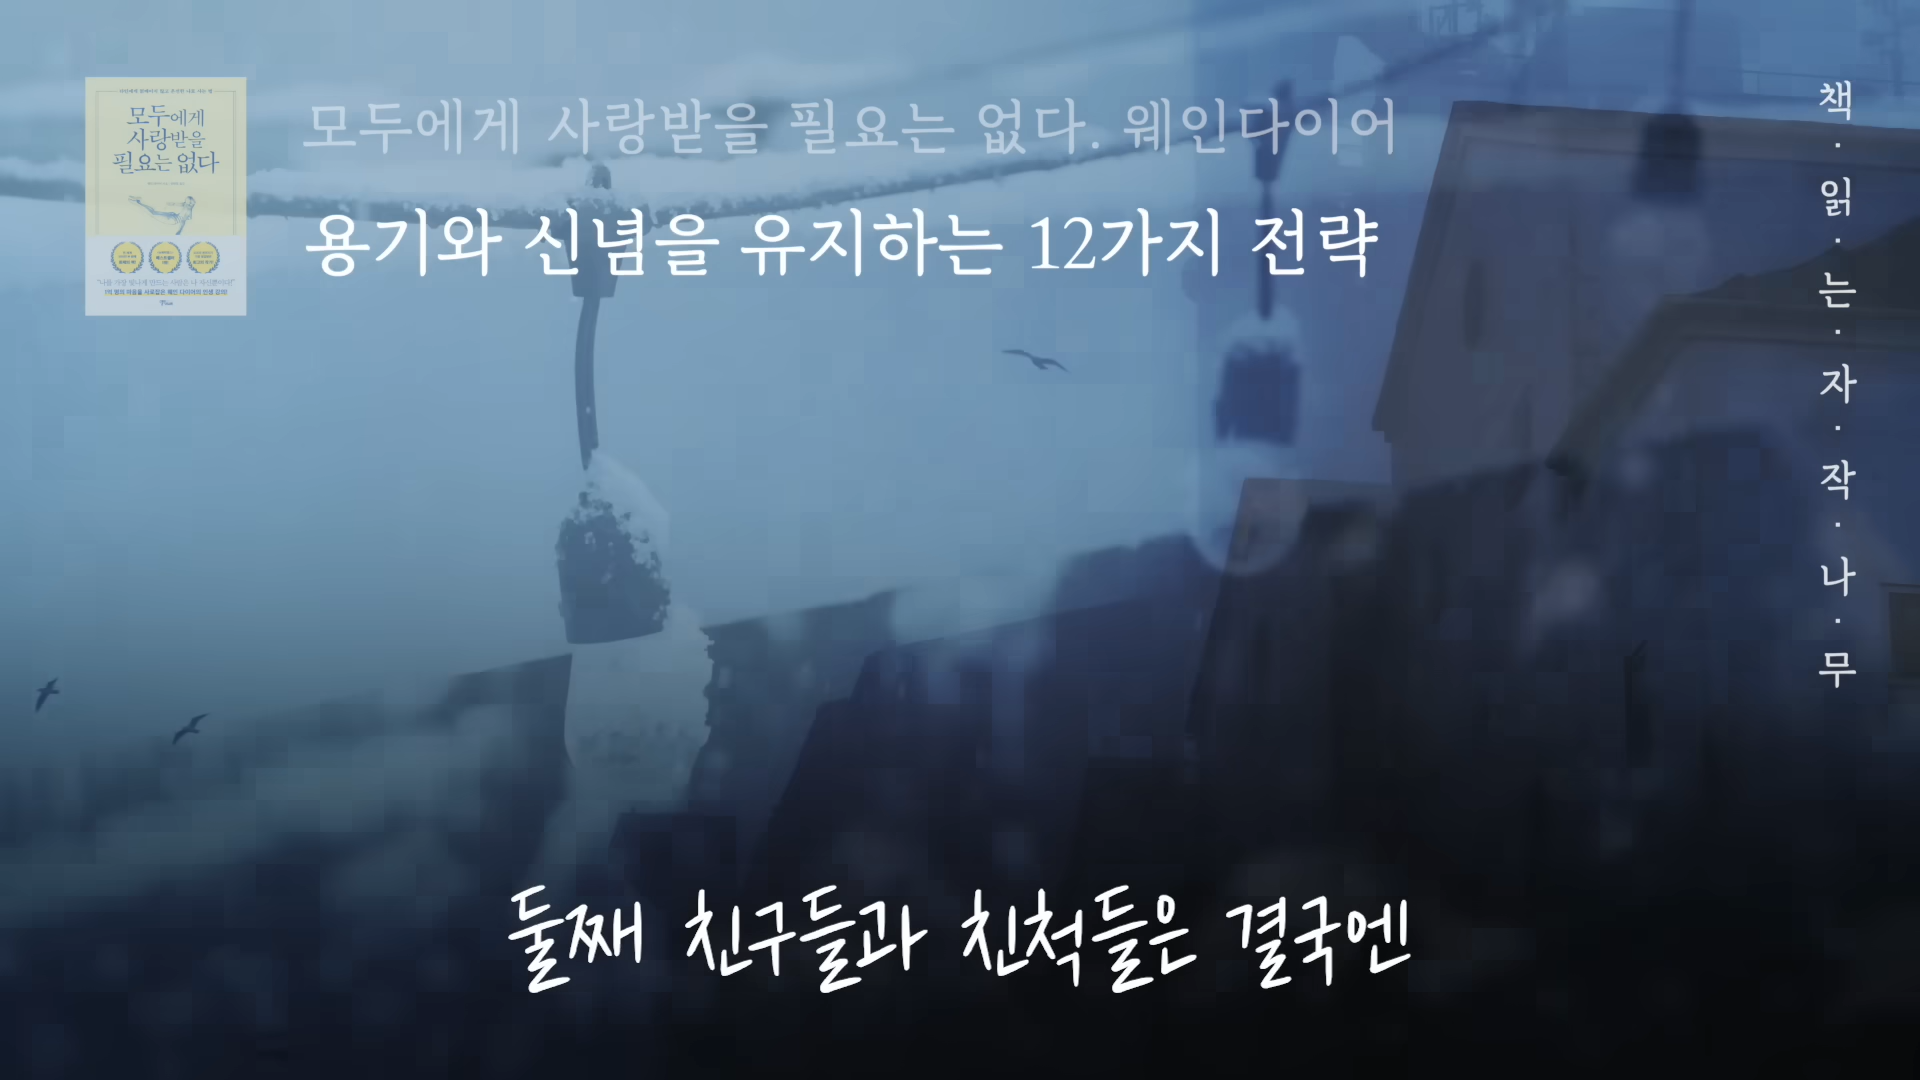 모두에게
사랑받을
필요는 없다
모두에게 사랑받을 필요는 없다. 웨인다이어
용기와 신념을 유지하는 12가지 전략
책·읽·는·자·작·나·무
둘째 친구들과 친척들은 결국엔